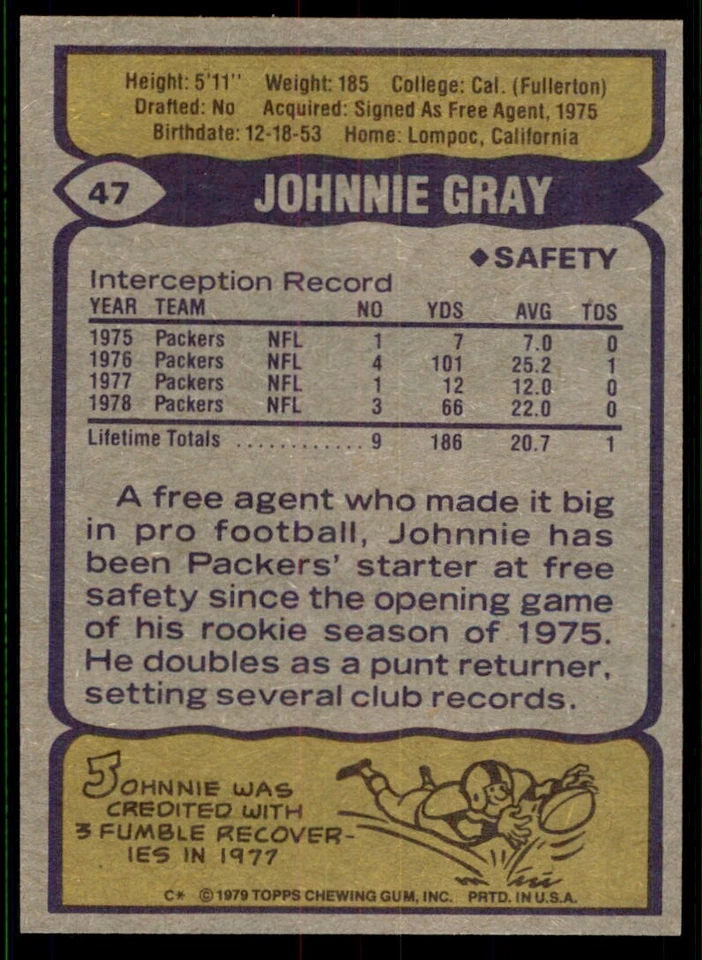 Height: 5'11" Weight: 185 College: Cal. (Fullerton)
Drafted: No Acquired: Signed As Free Agent, 1975
Birthdate: 12-18-53 Home: Lompoc, California
47 JOHNNIE GRAY
◆SAFETY
Interception Record
YEAR TEAM NO YDS AVG TDS
1975 Packers NFL 1 7 7.0 0
1976 Packers NFL 4 101 25.2 1
1977 Packers NFL 1 12 12.0 0
1978 Packers NFL 3 66 22.0 0
Lifetime Totals ............ 9 186 20.7 1
A free agent who made it big
in pro football, Johnnie has
been Packers' starter at free
safety since the opening game
of his rookie season of 1975.
He doubles as a punt returner,
setting several club records.
JOHNNIE WAS
CREDITED WITH
3 FUMBLE RECOVER-
IES IN 1977
C* ©1979 TOPPS CHEWING GUM, INC. PRTD. IN U.S.A.